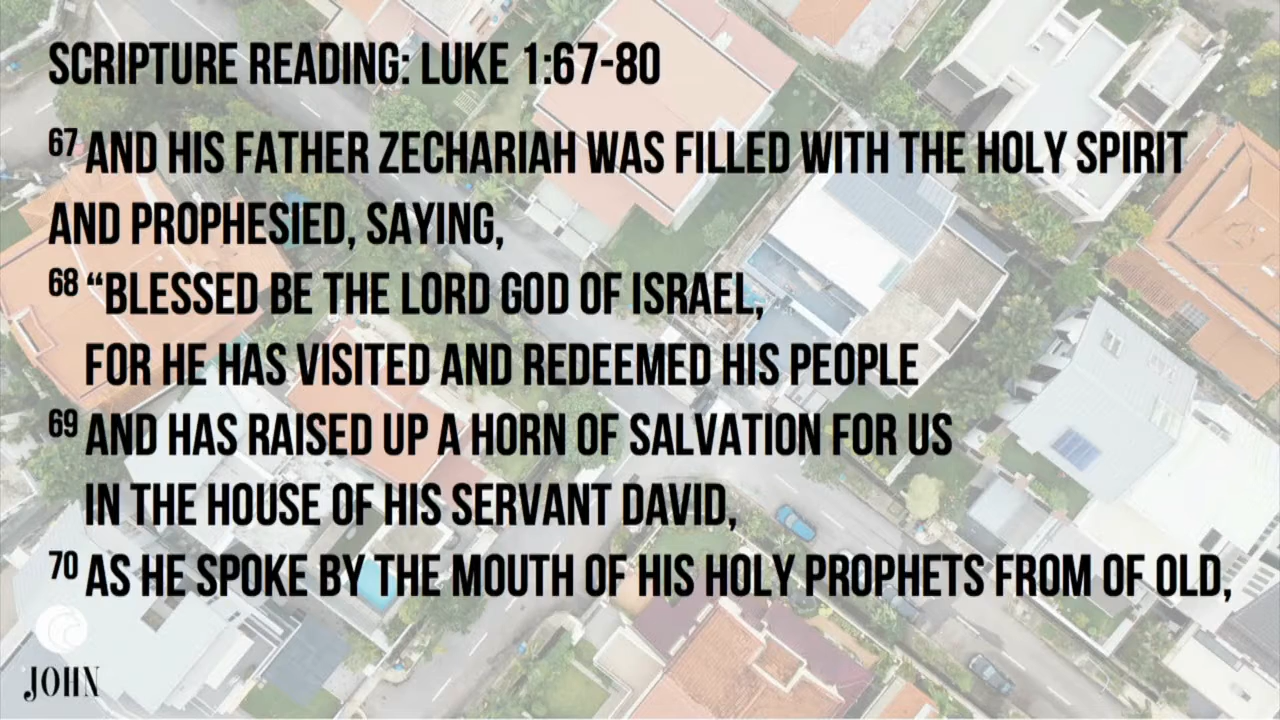 SCRIPTURE READING: LUKE 1:67-80
67 AND HIS FATHER ZECHARIAH WAS FILLED WITH THE HOLY SPIRIT
AND PROPHESIED, SAYING,
68 “BLESSED BE THE LORD GOD OF ISRAEL,
FOR HE HAS VISITED AND REDEEMED HIS PEOPLE
69 AND HAS RAISED UP A HORN OF SALVATION FOR US
IN THE HOUSE OF HIS SERVANT DAVID,
70 AS HE SPOKE BY THE MOUTH OF HIS HOLY PROPHETS FROM OF OLD,
JOHN